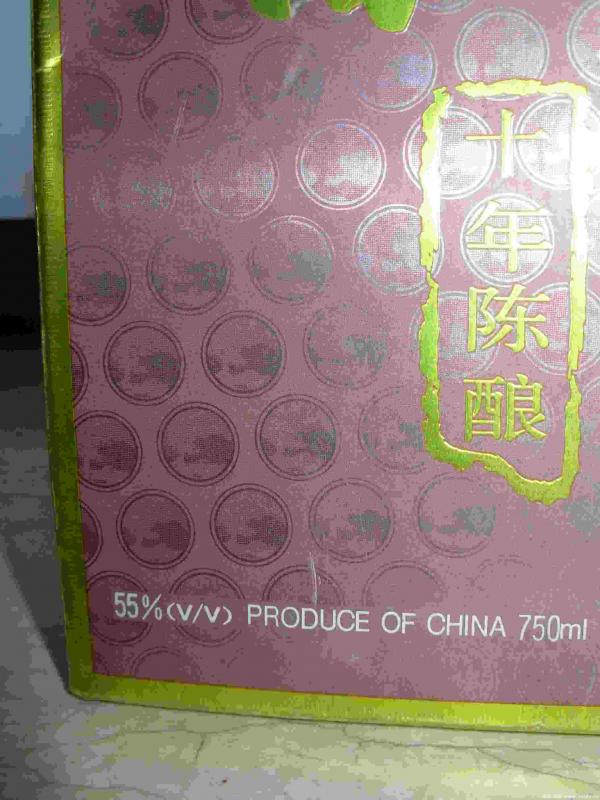 十年陈酿
55%(V/V) PRODUCE OF CHINA 750ml